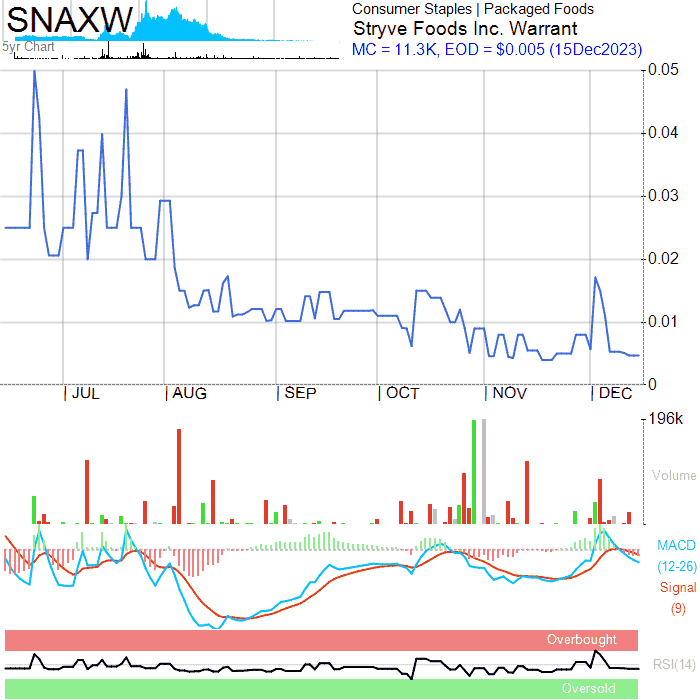 SNAXW
5yr Chart
Consumer Staples | Packaged Foods
Stryve Foods Inc. Warrant
MC = 11.3K, EOD = $0.005 (15Dec2023)
0.05
0.04
0.03
0.02
0.01
0
JUL AUG SEP OCT NOV DEC
196K
Volume
MACD
(12-26)
Signal
(9)
Overbought
RSI(14)
Oversold